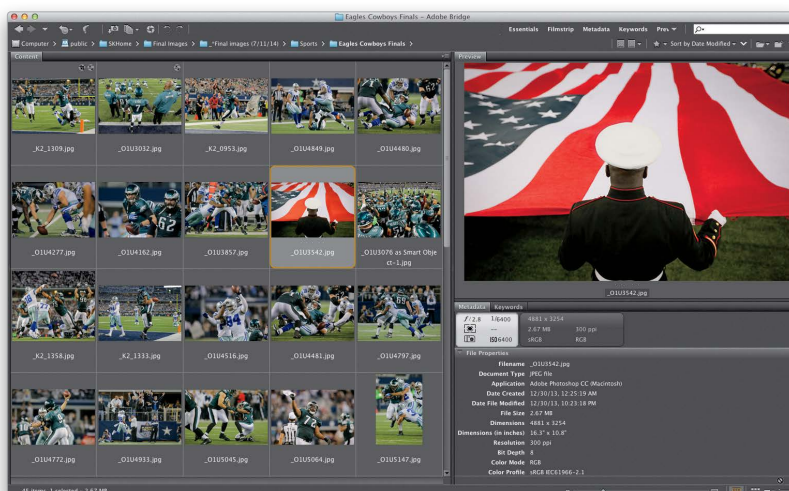 Eagles Cowboys Finals – Adobe Bridge
Essentials Filmstrip Metadata Keywords
Computer > public > SKHome > Final Images > _*Final images (7/11/14) > Sports > Eagles Cowboys Finals >
Sort by Date Modified
Content
Preview
_K2_1309.jpg
_O1U3032.jpg
_K2_0953.jpg
_O1U4849.jpg
_O1U4480.jpg
_O1U4277.jpg
_O1U4162.jpg
_O1U3857.jpg
_O1U3542.jpg
_O1U3076 as Smart Obje
ct-1.jpg
_K2_1358.jpg
_K2_1333.jpg
_O1U4516.jpg
_O1U4481.jpg
_O1U4797.jpg
_O1U4772.jpg
_O1U4933.jpg
_O1U5045.jpg
_O1U5064.jpg
_O1U5147.jpg
_O1U3542.jpg
Metadata Keywords
f/2.8 1/6400
4881 x 3254
--
2.67 MB 300 ppi
ISO 6400
sRGB RGB
File Properties
Filename _O1U3542.jpg
Document Type JPEG file
Application Adobe Photoshop CC (Macintosh)
Date Created 12/30/13, 12:25:19 AM
Date File Modified 12/30/13, 10:23:18 PM
File Size 2.67 MB
Dimensions 4881 x 3254
Dimensions (in inches) 16.3" x 10.8"
Resolution 300 ppi
Bit Depth 8
Color Mode RGB
Color Profile sRGB IEC61966-2.1
45 items, 1 selected - 2.67 MB